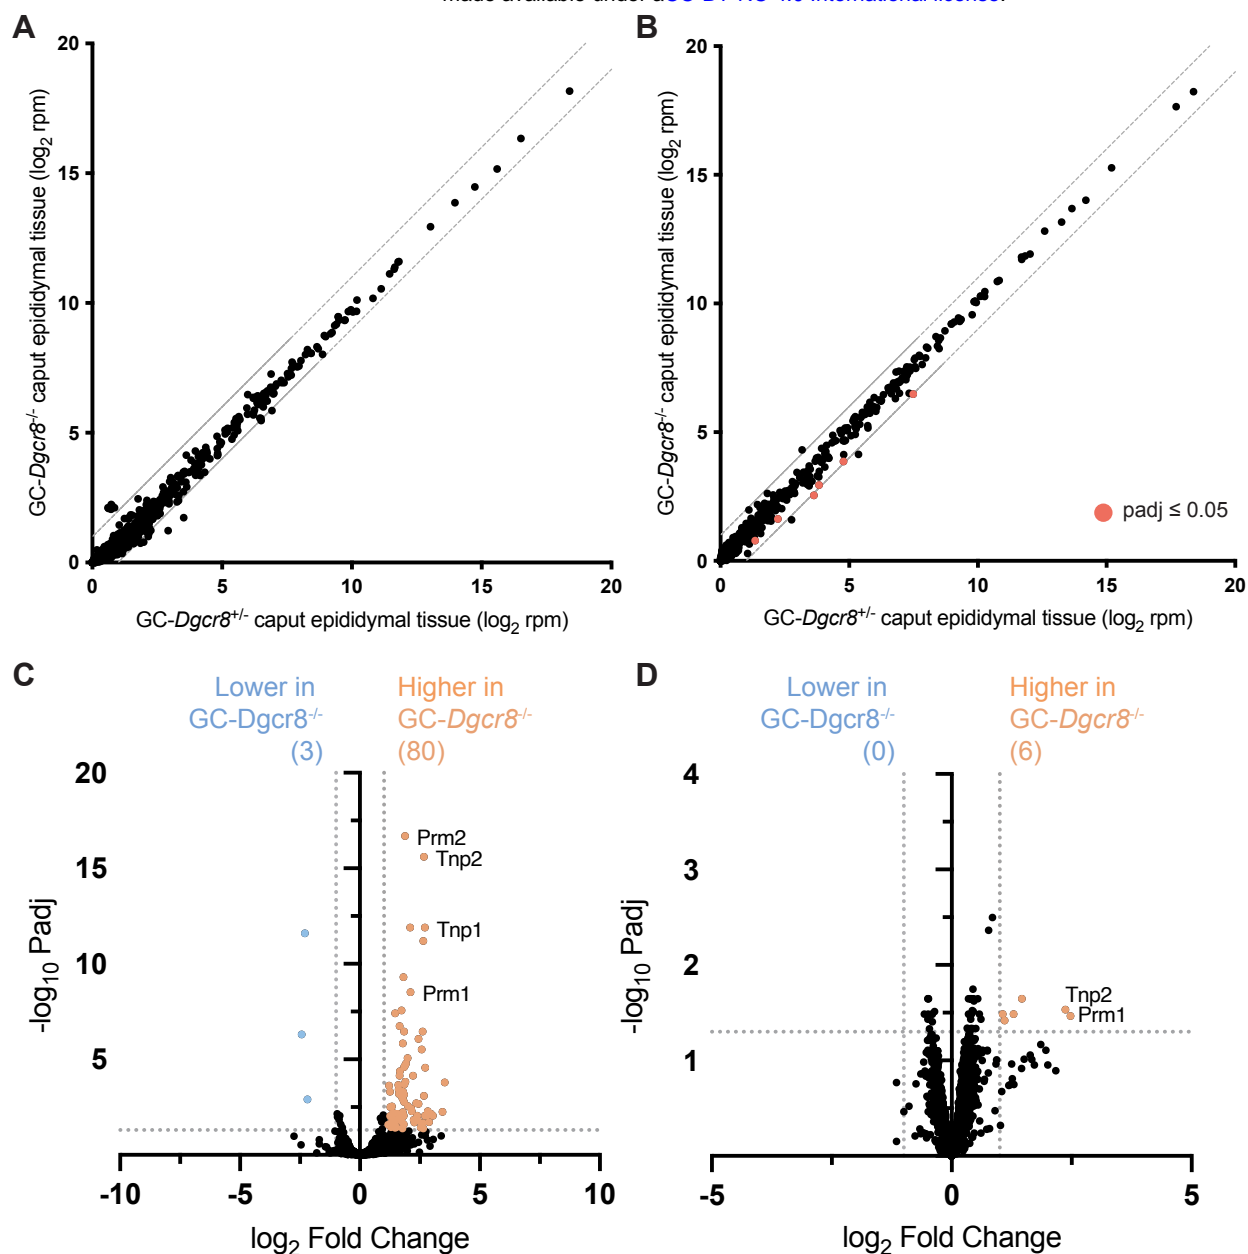 A
B
20
15
10
5
0
0 5 10 15 20
GC-Dgcr8-/- caput epididymal tissue (log2 rpm)
GC-Dgcr8+/- caput epididymal tissue (log2 rpm)
20
15
10
5
0
0 5 10 15 20
GC-Dgcr8-/- caput epididymal tissue (log2 rpm)
GC-Dgcr8+/- caput epididymal tissue (log2 rpm)
padj ≤ 0.05
C
Lower in
GC-Dgcr8-/-
(3)
Higher in
GC-Dgcr8-/-
(80)
20
15
10
5
-log10 Padj
Prm2
Tnp2
Tnp1
Prm1
-10 -5 0 5 10
log2 Fold Change
D
Lower in
GC-Dgcr8-/-
(0)
Higher in
GC-Dgcr8-/-
(6)
4
3
2
1
-log10 Padj
Tnp2
Prm1
-5 0 5
log2 Fold Change